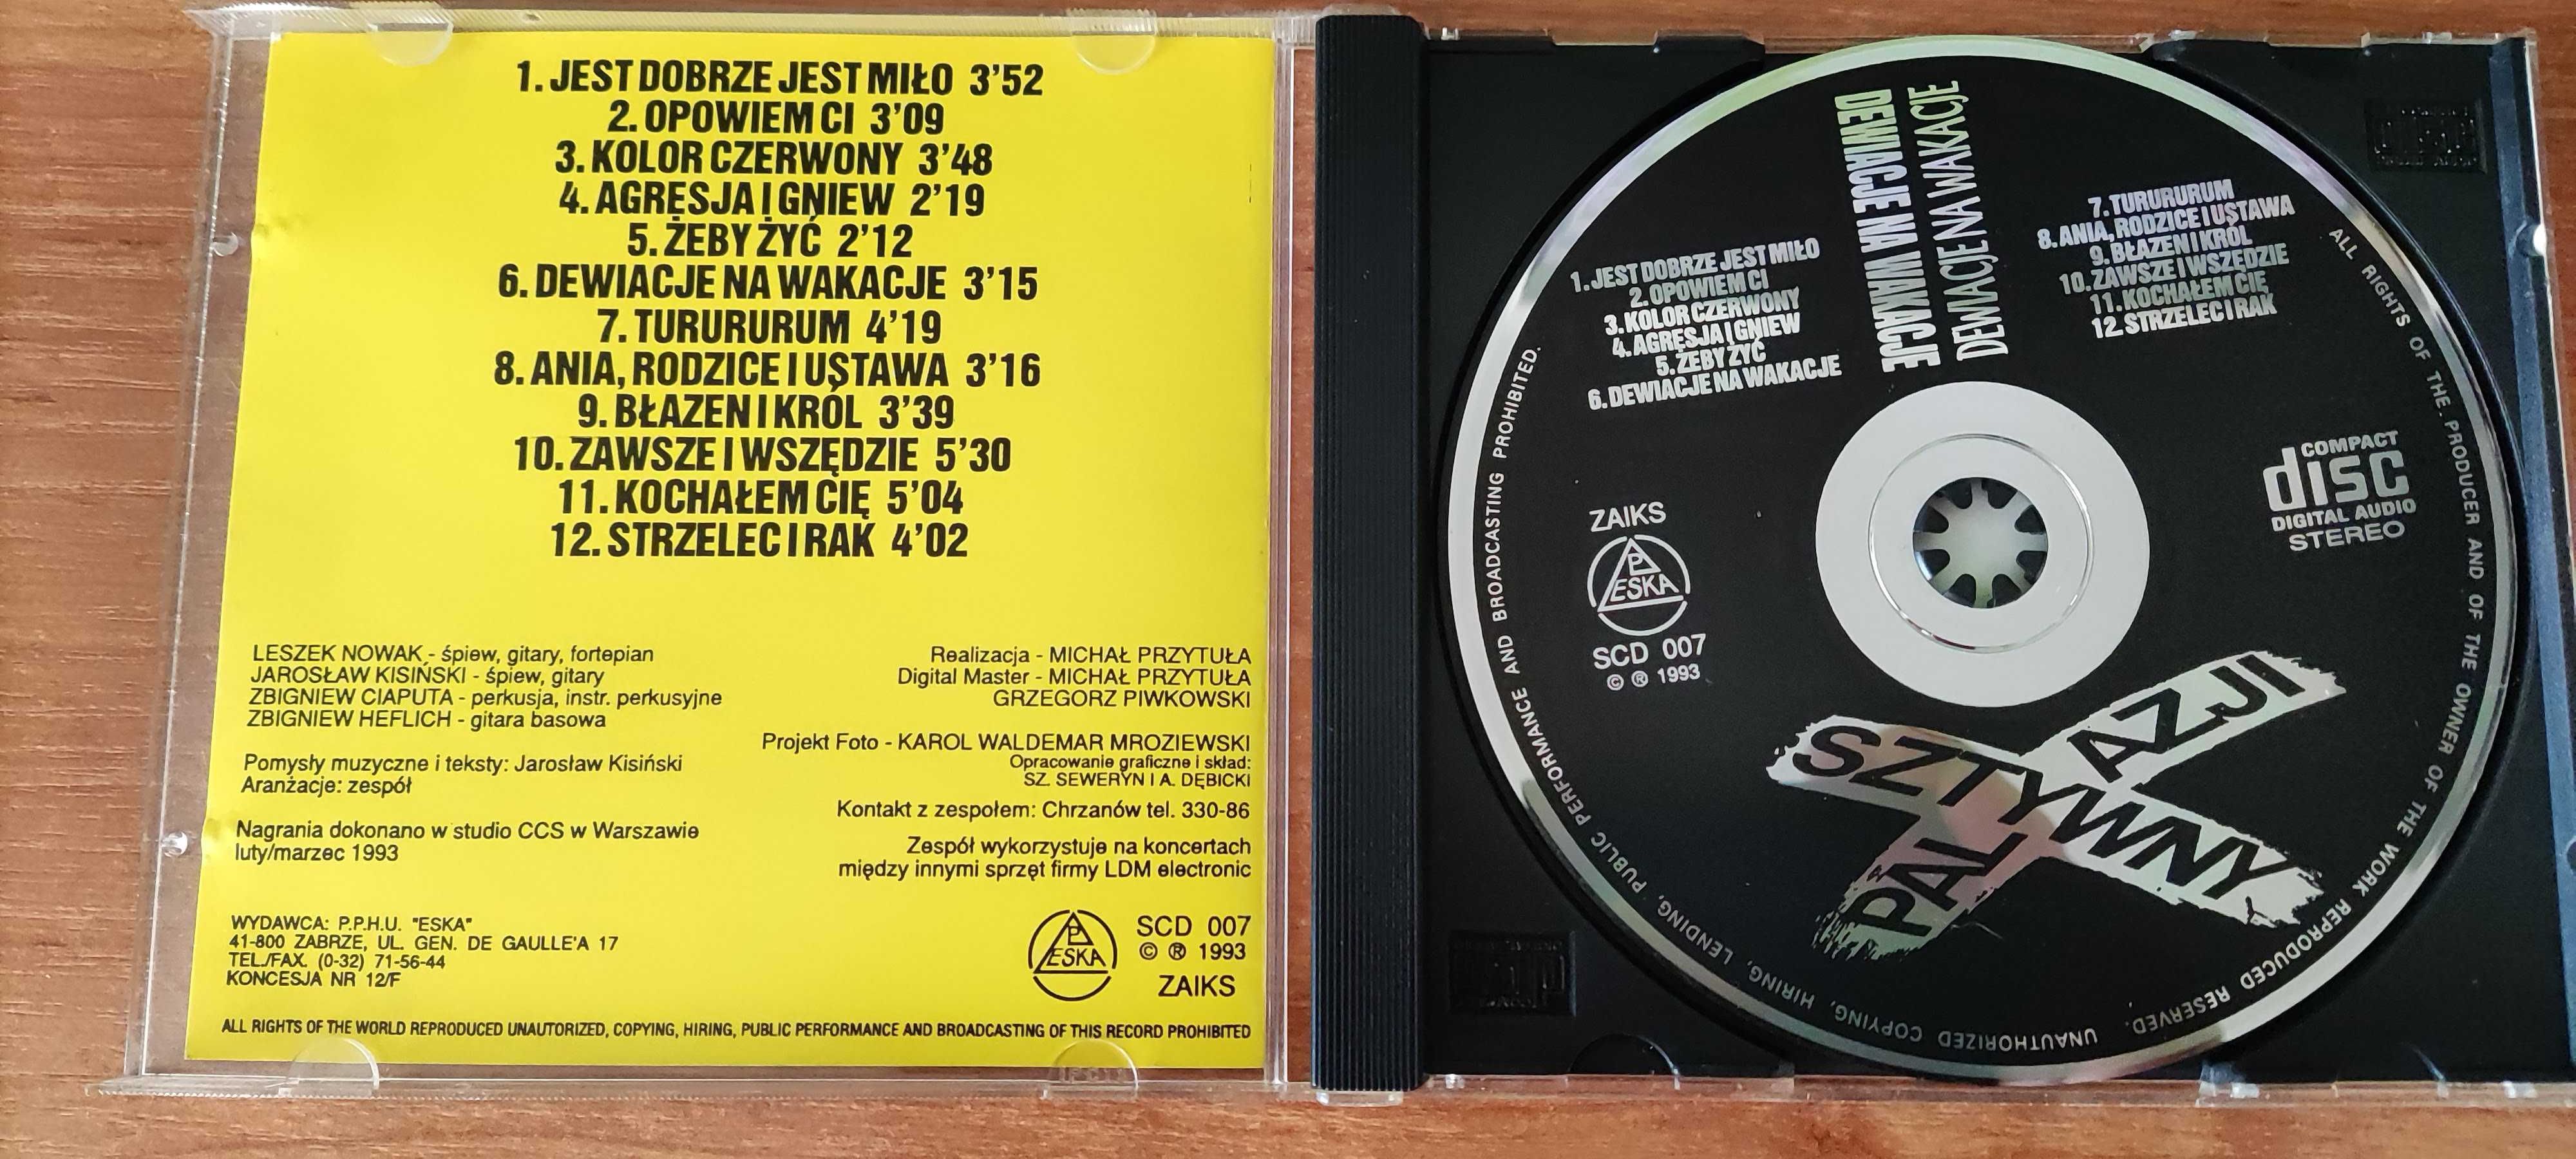 1. JEST DOBRZE JEST MIŁO 3'52
2. OPOWIEM CI 3'09
3. KOLOR CZERWONY 3'48
4. AGRESJA I GNIEW 2'19
5. ŻEBY ŻYĆ 2'12
6. DEWIACJE NA WAKACJE 3'15
7. TURURURUM 4'19
8. ANIA, RODZICE I USTAWA 3'16
9. BŁAZEN I KRÓL 3'39
10. ZAWSZE I WSZĘDZIE 5'30
11. KOCHAŁEM CIĘ 5'04
12. STRZELEC I RAK 4'02
LESZEK NOWAK - śpiew, gitary, fortepian
JAROSŁAW KISIŃSKI - śpiew, gitary
ZBIGNIEW CIAPUTA - perkusja, instr. perkusyjne
ZBIGNIEW HEFLICH - gitara basowa
Pomysły muzyczne i teksty: Jarosław Kisiński
Aranżacje: zespół
Nagrania dokonano w studio CCS w Warszawie
luty/marzec 1993
Realizacja - MICHAŁ PRZYTUŁA
Digital Master - MICHAŁ PRZYTUŁA
GRZEGORZ PIWKOWSKI
Projekt Foto - KAROL WALDEMAR MROZIEWSKI
Opracowanie graficzne i skład:
SZ. SEWERYN I A. DĘBICKI
Kontakt z zespołem: Chrzanów tel. 330-86
Zespół wykorzystuje na koncertach
między innymi sprzęt firmy LDM electronic
WYDAWCA: P.P.H.U. "ESKA"
41-800 ZABRZE, UL. GEN. DE GAULLE'A 17
TEL./FAX. (0-32) 71-56-44
KONCESJA NR 12/F
P
ESKA
SCD 007
© ® 1993
ZAIKS
ALL RIGHTS OF THE WORLD REPRODUCED UNAUTORIZED, COPYING, HIRING, PUBLIC PERFORMANCE AND BROADCASTING OF THIS RECORD PROHIBITED
DEWIACJE NA WAKACJE
DEWIACJE NA WAKACJE
1. JEST DOBRZE JEST MIŁO
2. OPOWIEM CI
3. KOLOR CZERWONY
4. AGRESJA I GNIEW
5. ŻEBY ŻYĆ
6. DEWIACJE NA WAKACJE
7. TURURURUM
8. ANIA, RODZICE I USTAWA
9. BŁAZEN I KRÓL
10. ZAWSZE I WSZĘDZIE
11. KOCHAŁEM CIĘ
12. STRZELEC I RAK
ZAIKS
P
ESKA
SCD 007
© ® 1993
COMPACT
disc
DIGITAL AUDIO
STEREO
SZTYWNY
PAL AZJI
ALL RIGHTS OF THE PRODUCER AND OF THE OWNER OF THE WORK REPRODUCED RESERVED. UNAUTHORIZED COPYING, HIRING, LENDING, PUBLIC PERFORMANCE AND BROADCASTING PROHIBITED.